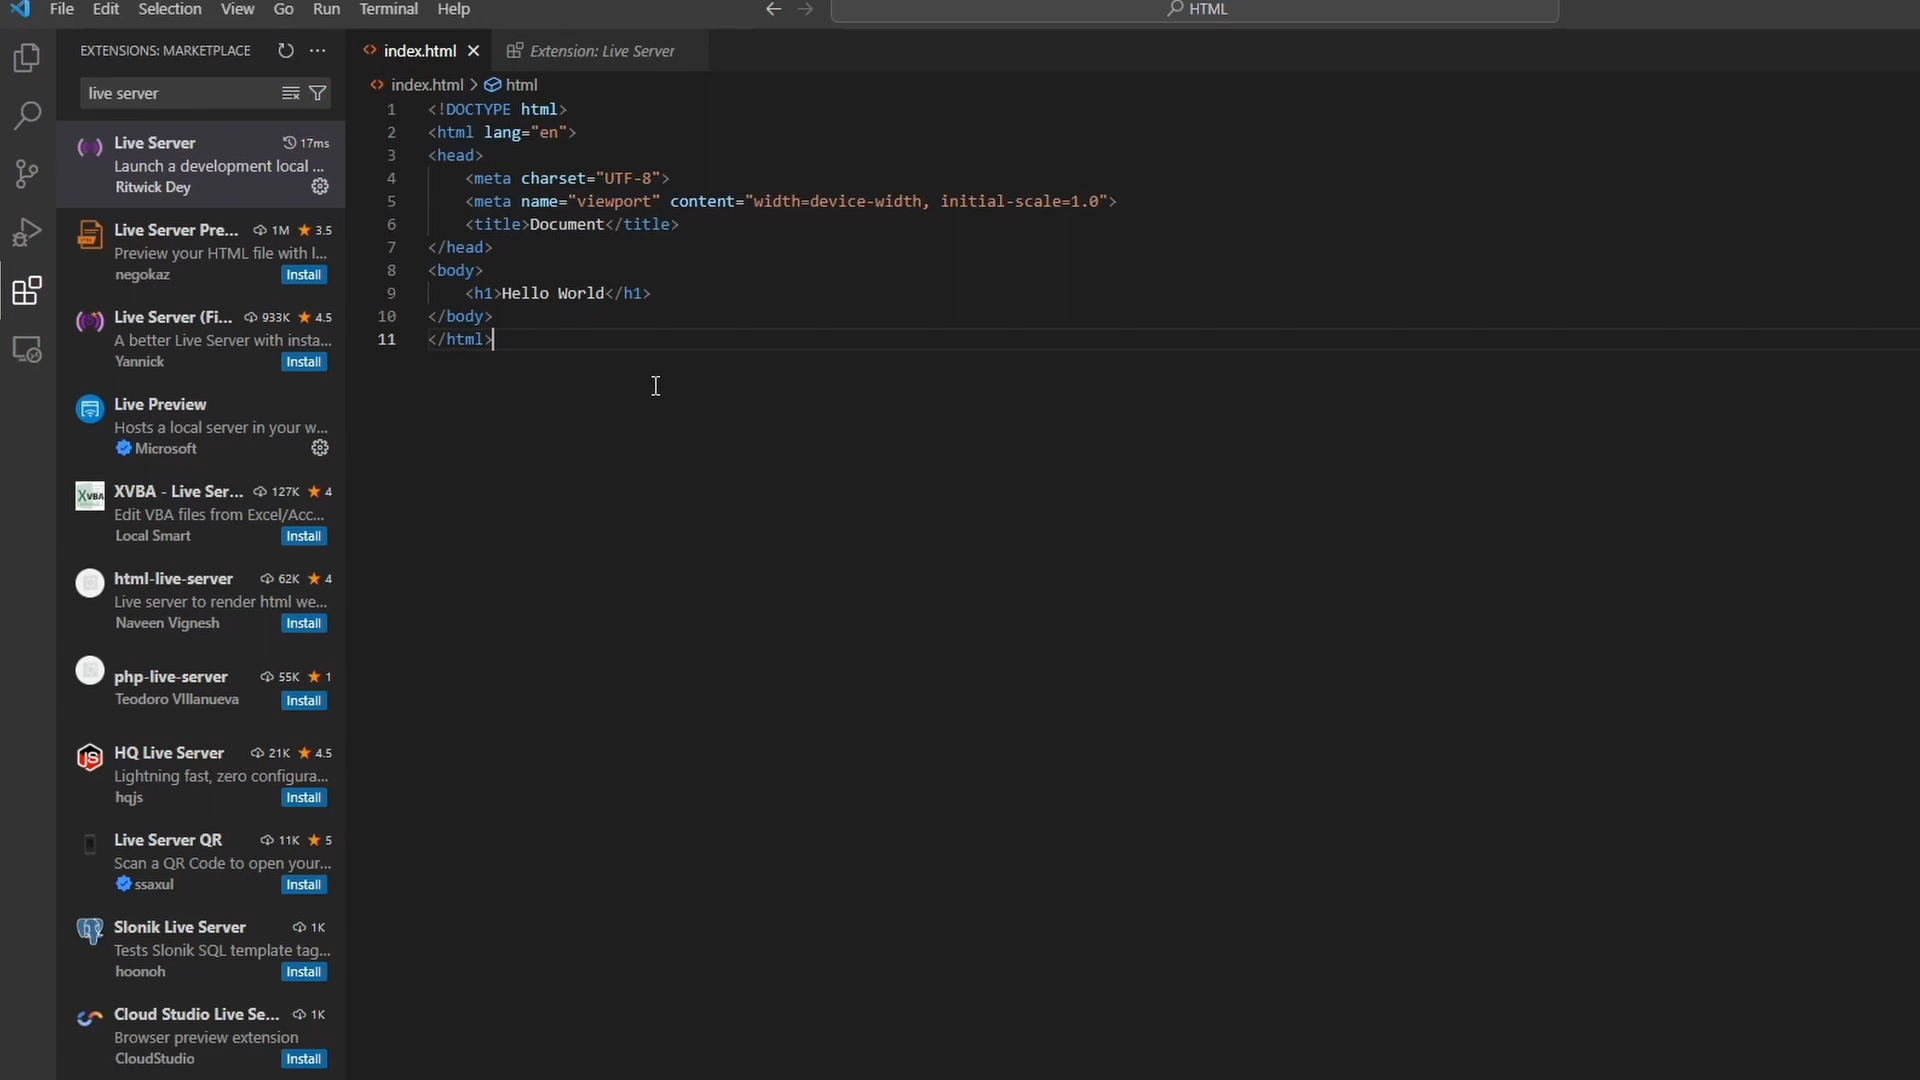 File Edit Selection View Go Run Terminal Help
HTML
EXTENSIONS: MARKETPLACE
live server
Live Server 17ms
Launch a development local ...
Ritwick Dey
Live Server Pre... 1M 3.5
Preview your HTML file with l...
negokaz Install
Live Server (Fi... 933K 4.5
A better Live Server with insta...
Yannick Install
Live Preview
Hosts a local server in your w...
Microsoft
XVBA
XVBA - Live Ser... 127K 4
Edit VBA files from Excel/Acc...
Local Smart Install
html-live-server 62K 4
Live server to render html we...
Naveen Vignesh Install
php-live-server 55K 1
Teodoro VIllanueva Install
JS
HQ Live Server 21K 4.5
Lightning fast, zero configura...
hqjs Install
Live Server QR 11K 5
Scan a QR Code to open your...
ssaxul Install
Slonik Live Server 1K
Tests Slonik SQL template tag...
hoonoh Install
Cloud Studio Live Se... 1K
Browser preview extension
CloudStudio Install
index.html Extension: Live Server
index.html > html
1 <!DOCTYPE html>
2 <html lang="en">
3 <head>
4 <meta charset="UTF-8">
5 <meta name="viewport" content="width=device-width, initial-scale=1.0">
6 <title>Document</title>
7 </head>
8 <body>
9 <h1>Hello World</h1>
10 </body>
11 </html>